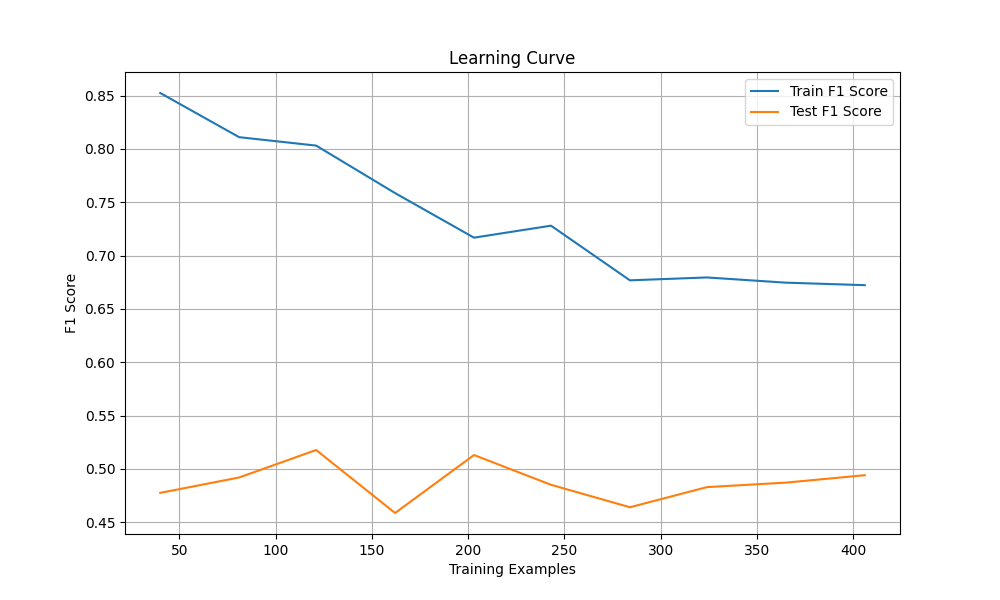 Learning Curve
Train F1 Score
Test F1 Score
F1 Score
0.85
0.80
0.75
0.70
0.65
0.60
0.55
0.50
0.45
50 100 150 200 250 300 350 400
Training Examples